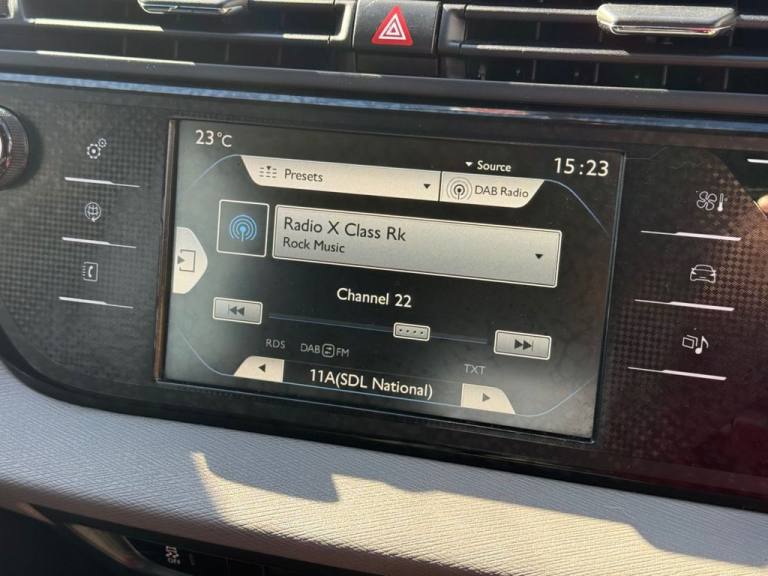 23°C
Source
15:23
Presets
DAB Radio
Radio X Class Rk
Rock Music
Channel 22
RDS
DAB
FM
TXT
11A(SDL National)
OFF